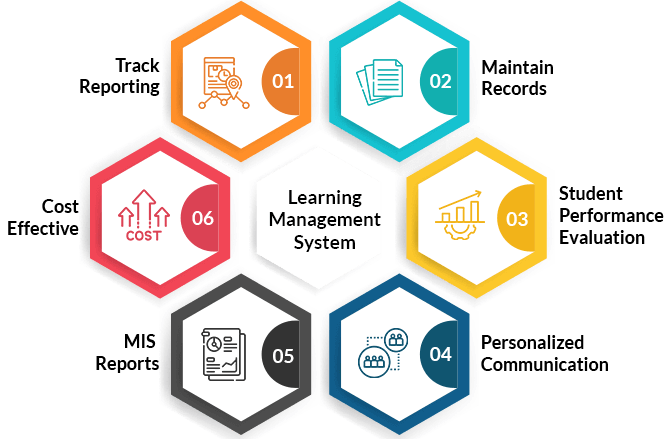 Track
Reporting
01
02
Maintain
Records
Cost
Effective
COST
06
Learning
Management
System
03
Student
Performance
Evaluation
MIS
Reports
05
04
Personalized
Communication